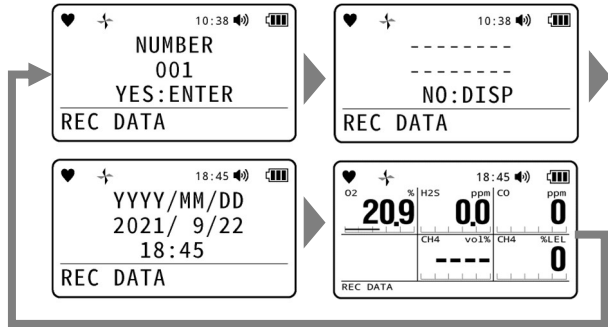 10:38
NUMBER
001
YES:ENTER
REC DATA
10:38
--------
--------
NO:DISP
REC DATA
18:45
YYYY/MM/DD
2021/ 9/22
18:45
REC DATA
18:45
O2 % H2S ppm CO ppm
20.9 0.0 0
CH4 vol% CH4 %LEL
---- 0
REC DATA